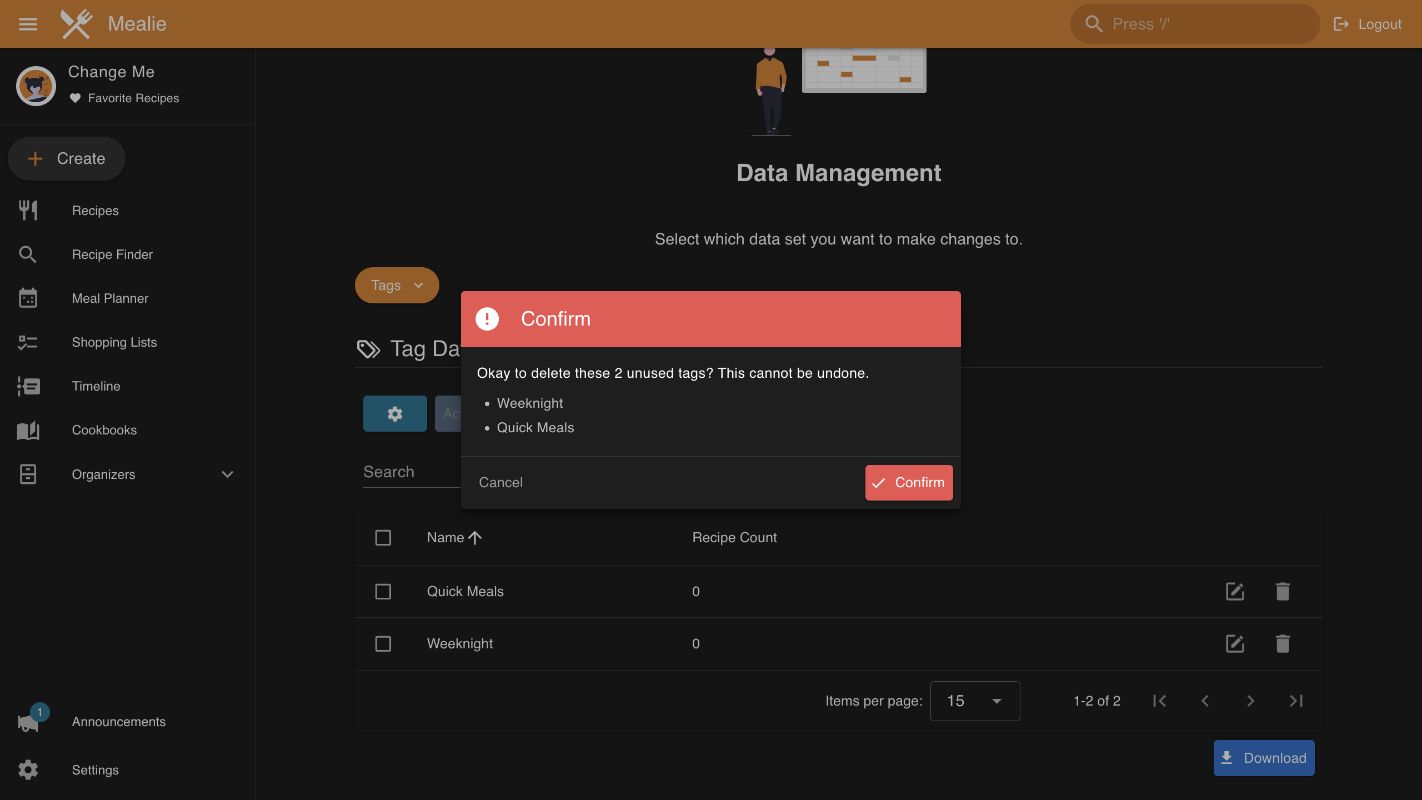 Mealie
Press '/'
Logout
Change Me
Favorite Recipes
Create
Recipes
Recipe Finder
Meal Planner
Shopping Lists
Timeline
Cookbooks
Organizers
1
Announcements
Settings
Data Management
Select which data set you want to make changes to.
Tags
Tag Da
Confirm
Okay to delete these 2 unused tags? This cannot be undone.
Weeknight
Quick Meals
Cancel
Confirm
Ac
Search
Name
Recipe Count
Quick Meals 0
Weeknight 0
Items per page: 15 1-2 of 2
Download